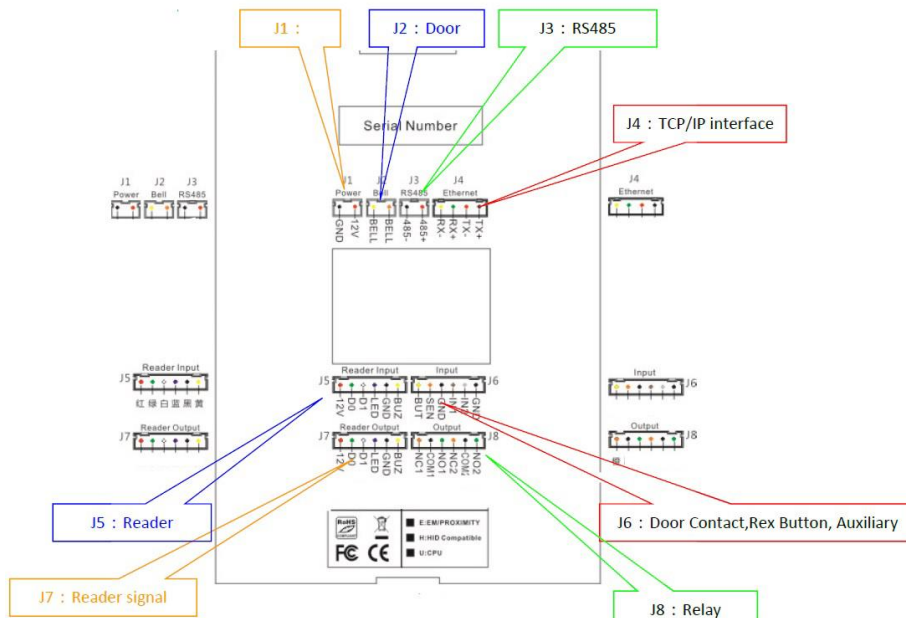 J1：
J2：Door
J3：RS485
J4：TCP/IP interface
Serial Number
J1
Power
J2
Bell
J3
RS485
J1
Power
J2
Bell
J3
RS485
J4
Ethernet
J4
Ethernet
GND
12V
BELL
BELL
485-
485+
RX-
RX+
TX-
TX+
Reader Input
J5
红 绿 白 蓝 黑 黄
J7
Reader Output
Reader Input
J5
12V
D0
D1
LED
GND
BUZ
Input
J6
BUT
SEN
GND
IN1
GND
Reader Output
J7
12V
D0
D1
LED
GND
BUZ
Output
J8
NC1
COM1
NO1
NC2
COM2
NO2
Input
J6
Output
J8
J5：Reader
J6：Door Contact,Rex Button, Auxiliary
RoHS
FC CE
E:EM/PROXIMITY
H:HID Compatible
U:CPU
J7：Reader signal
J8：Relay